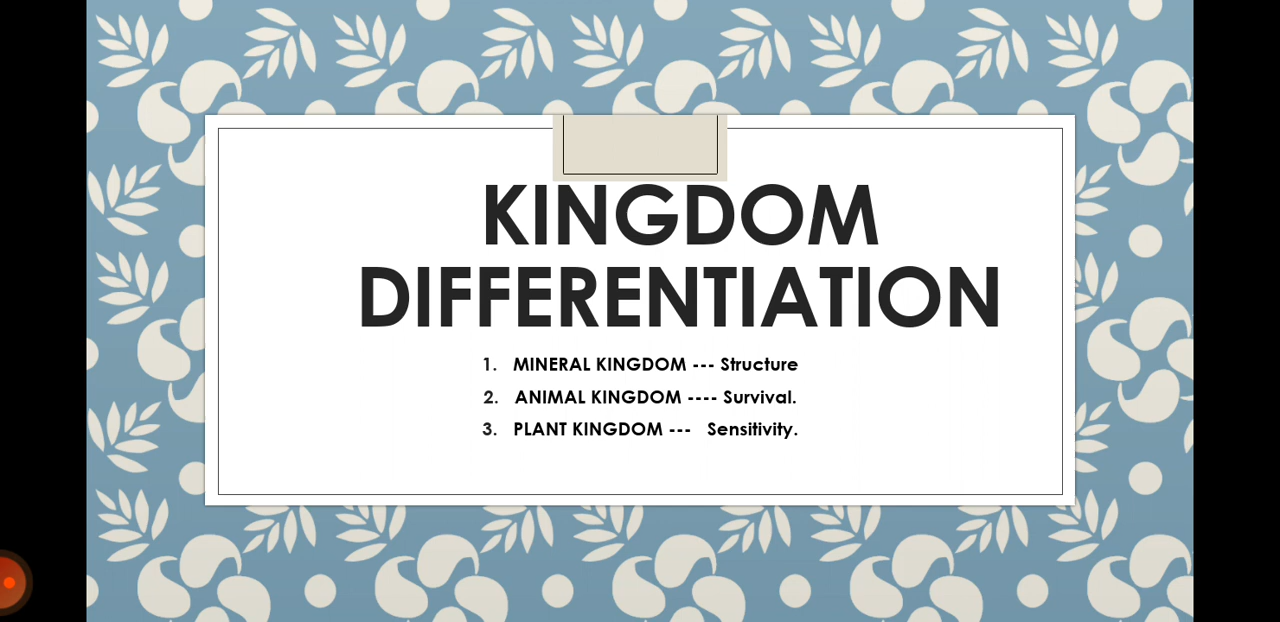 KINGDOM
DIFFERENTIATION
1. MINERAL KINGDOM --- Structure
2. ANIMAL KINGDOM ---- Survival.
3. PLANT KINGDOM --- Sensitivity.